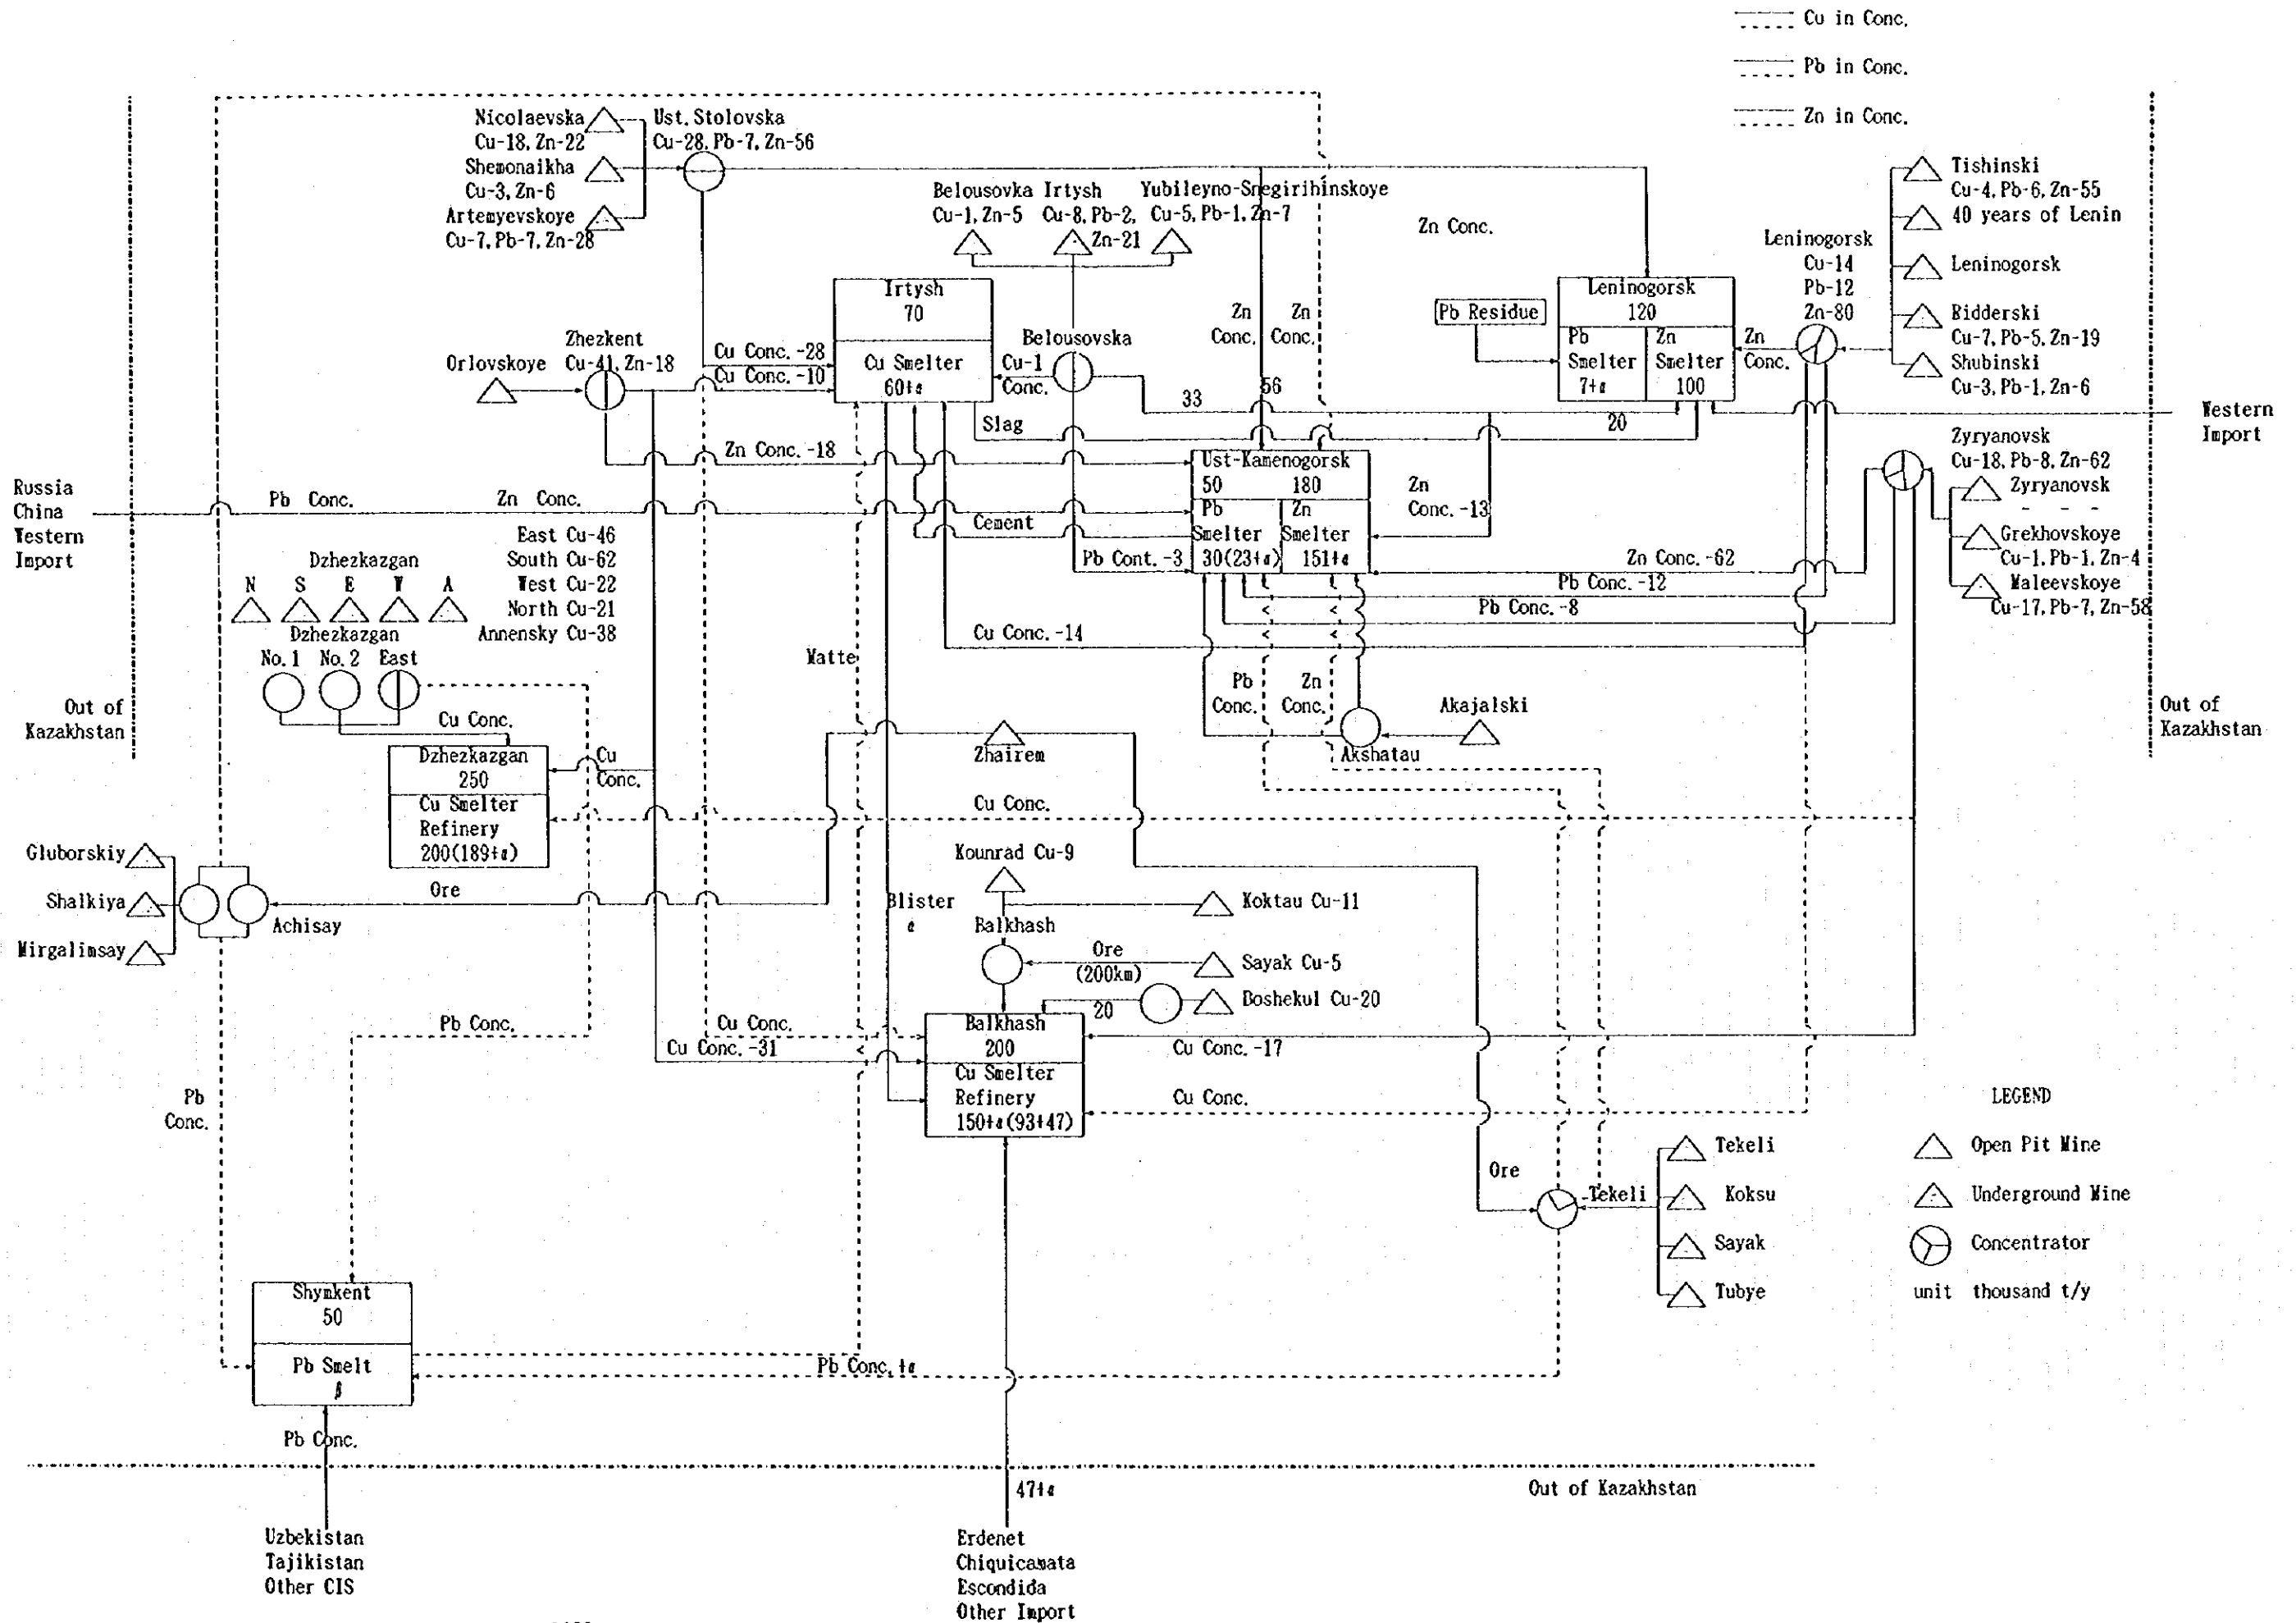 Cu in Conc.
Pb in Conc.
Zn in Conc.
Nicolaevska
Cu-18, Zn-22
Shemonaikha
Cu-3, Zn-6
Artemyevskoye
Cu-7, Pb-7, Zn-28
Ust. Stolovska
Cu-28, Pb-7, Zn-56
Belousovka
Cu-1, Zn-5
Irtysh
Cu-8, Pb-2,
Zn-21
Yubileyno-Snegirihinskoye
Cu-5, Pb-1, Zn-7
Zn Conc.
Tishinski
Cu-4, Pb-6, Zn-55
40 years of Lenin
Leninogorsk
Ridderski
Cu-7, Pb-5, Zn-19
Shubinski
Cu-3, Pb-1, Zn-6
Leninogorsk
Cu-14
Pb-12
Zn-80
Irtysh
70
Cu Smelter
60+α
Leninogorsk
120
Pb
Smelter
7+α
Zn
Smelter
100
Pb Residue
Zn
Conc.
Zn
Conc.
Zn
Conc.
Orlovskoye
Zhezkent
Cu-41, Zn-18
Cu Conc. -28
Cu Conc. -10
Belousovska
Cu-1
Conc.
33
56
20
Slag
Western
Import
Zn Conc. -18
Ust-Kamenogorsk
50
180
Pb
Smelter
30(23+α)
Zn
Smelter
151+α
Zn
Conc. -13
Zyryanovsk
Cu-18, Pb-8, Zn-62
Zyryanovsk
- - -
Grekhovskoye
Cu-1, Pb-1, Zn-4
Maleevskoye
Cu-17, Pb-7, Zn-58
Russia
China
Western
Import
Pb Conc.
Zn Conc.
Cement
Pb Cont. -3
Zn Conc. -62
Pb Conc. -12
Pb Conc. -8
Cu Conc. -14
East Cu-46
South Cu-62
West Cu-22
North Cu-21
Annensky Cu-38
Dzhezkazgan
N S E W A
Dzhezkazgan
No. 1 No. 2 East
Matte
Out of
Kazakhstan
Cu Conc.
Dzhezkazgan
250
Cu Smelter
Refinery
200(189+α)
Cu
Conc.
Zhairem
Pb
Conc.
Zn
Conc.
Akajalski
Akshatau
Out of
Kazakhstan
Cu Conc.
Gluborskiy
Shalkiya
Mirgalimsay
Achisay
Ore
Blister
α
Kounrad Cu-9
Koktau Cu-11
Balkhash
Ore
(200km)
Sayak Cu-5
Boshekul Cu-20
20
Pb Conc.
Cu Conc.
Cu Conc. -31
Balkhash
200
Cu Smelter
Refinery
150+α(93+47)
Cu Conc. -17
Cu Conc.
Pb
Conc.
LEGEND
Open Pit Mine
Underground Mine
Concentrator
unit thousand t/y
Ore
Tekeli
Tekeli
Koksu
Sayak
Tubye
Shymkent
50
Pb Smelt
β
Pb Conc. +α
Pb Conc.
47+α
Out of Kazakhstan
Uzbekistan
Tajikistan
Other CIS
Erdenet
Chiquicamata
Escondida
Other Import